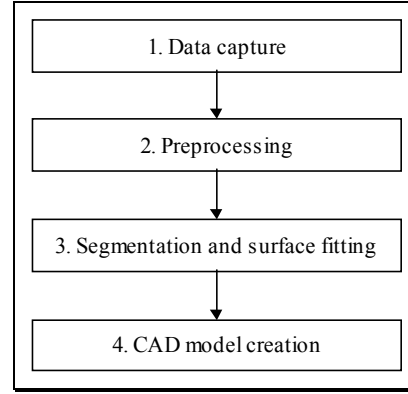 1. Data capture
2. Preprocessing
3. Segmentation and surface fitting
4. CAD model creation